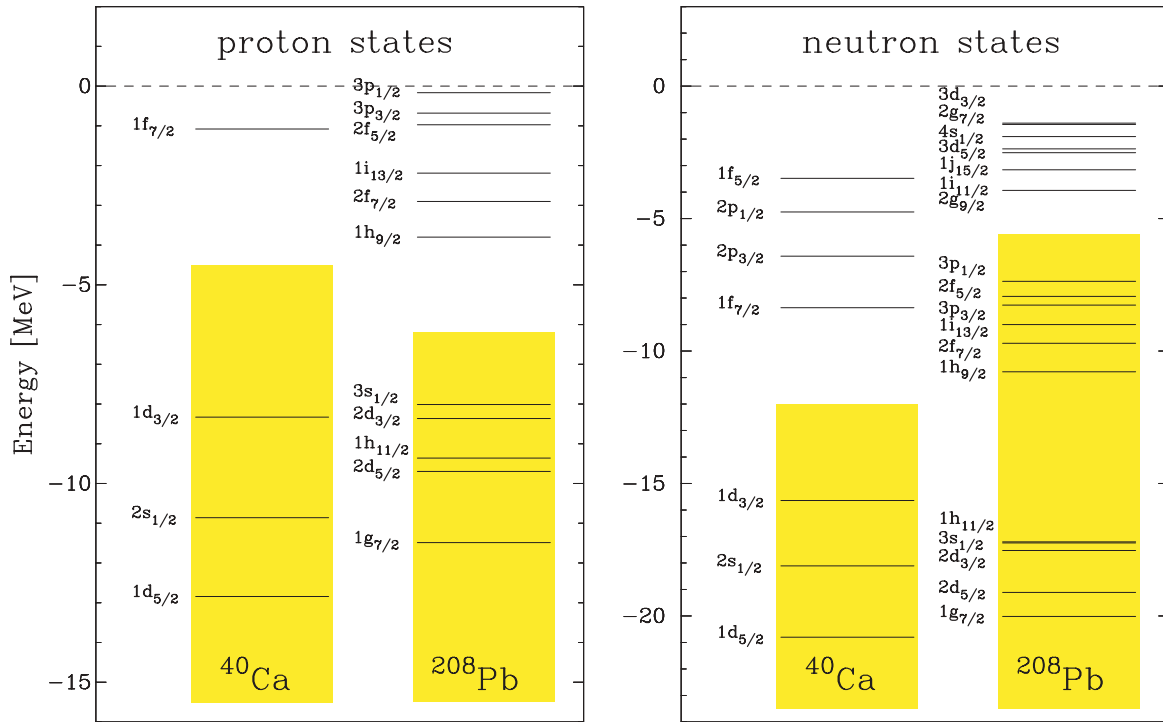 proton states
Energy [MeV]
0
−5
−10
−15
1f7/2
1d3/2
2s1/2
1d5/2
40Ca
3p1/2
3p3/2
2f5/2
1i13/2
2f7/2
1h9/2
3s1/2
2d3/2
1h11/2
2d5/2
1g7/2
208Pb
neutron states
0
−5
−10
−15
−20
1f5/2
2p1/2
2p3/2
1f7/2
1d3/2
2s1/2
1d5/2
40Ca
3d3/2
2g7/2
4s1/2
3d5/2
1j15/2
1i11/2
2g9/2
3p1/2
2f5/2
3p3/2
1i13/2
2f7/2
1h9/2
1h11/2
3s1/2
2d3/2
2d5/2
1g7/2
208Pb